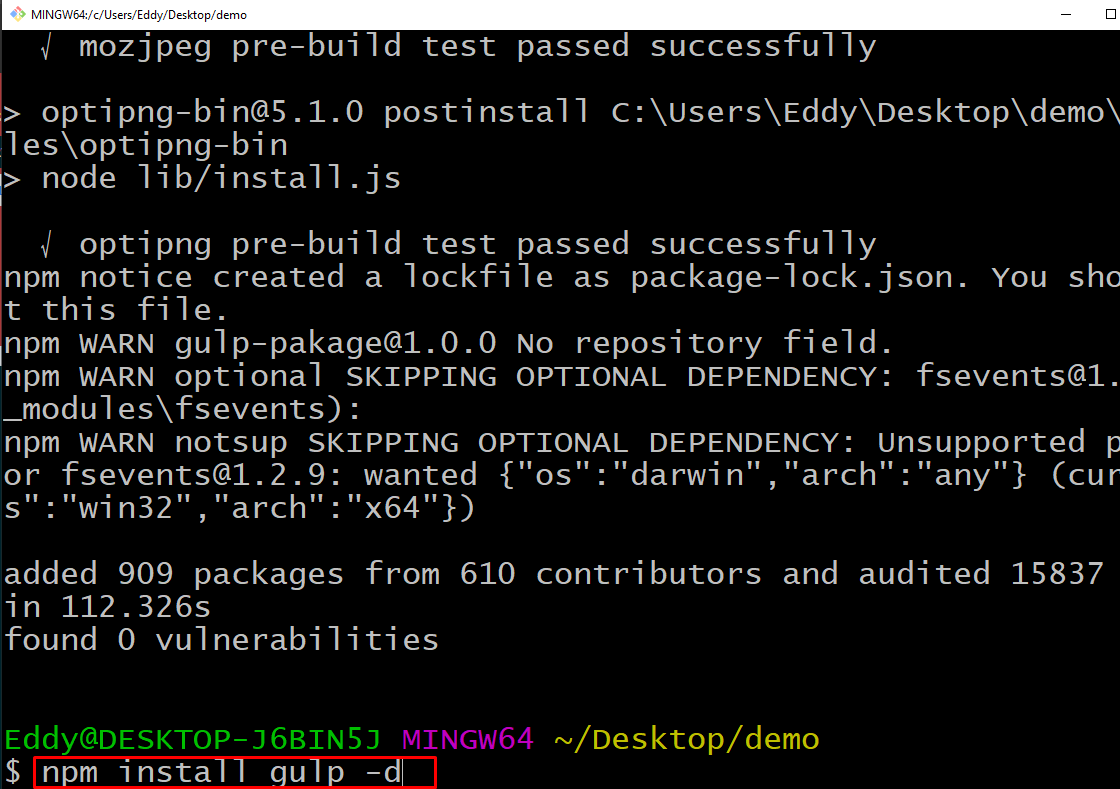 MINGW64:/c/Users/Eddy/Desktop/demo
√ mozjpeg pre-build test passed successfully
> optipng-bin@5.1.0 postinstall C:\Users\Eddy\Desktop\demo\
les\optipng-bin
> node lib/install.js
√ optipng pre-build test passed successfully
npm notice created a lockfile as package-lock.json. You sho
t this file.
npm WARN gulp-pakage@1.0.0 No repository field.
npm WARN optional SKIPPING OPTIONAL DEPENDENCY: fsevents@1.
_modules\fsevents):
npm WARN notsup SKIPPING OPTIONAL DEPENDENCY: Unsupported p
or fsevents@1.2.9: wanted {"os":"darwin","arch":"any"} (cur
s":"win32","arch":"x64"})
added 909 packages from 610 contributors and audited 15837
in 112.326s
found 0 vulnerabilities
Eddy@DESKTOP-J6BIN5J MINGW64 ~/Desktop/demo
$ npm install gulp -d